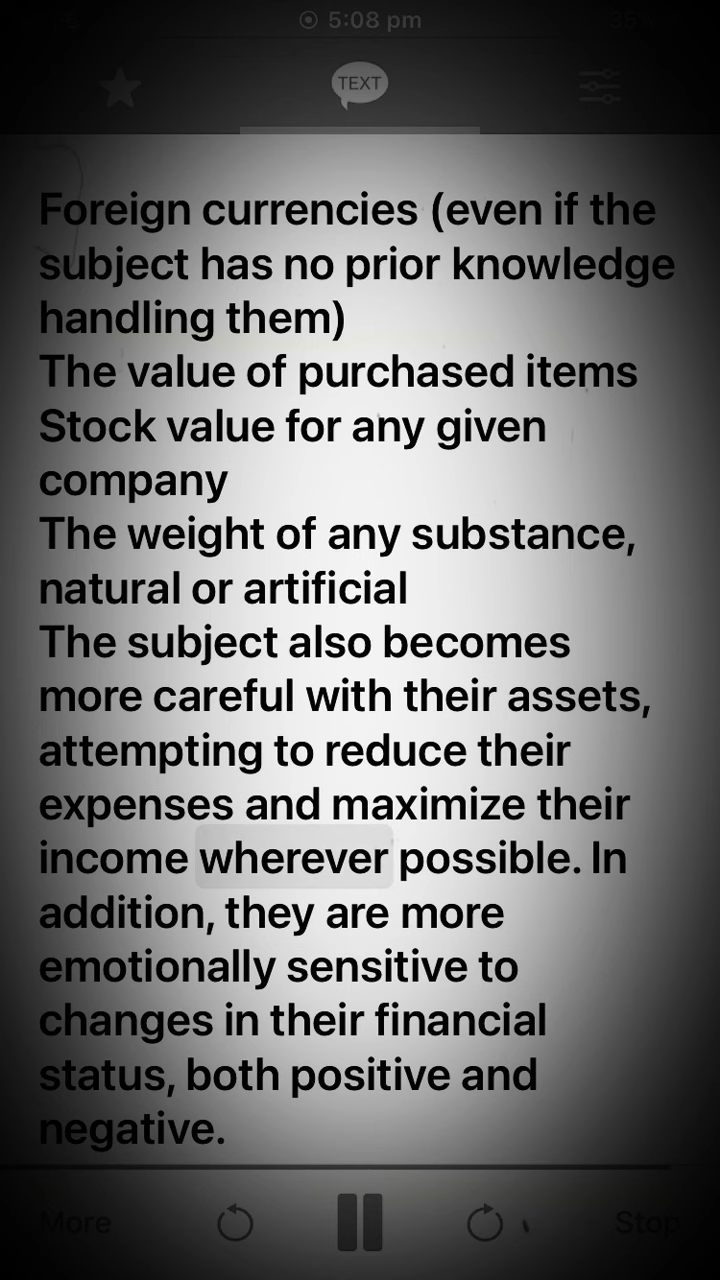 5:08 pm
35%
TEXT
Foreign currencies (even if the
subject has no prior knowledge
handling them)
The value of purchased items
Stock value for any given
company
The weight of any substance,
natural or artificial
The subject also becomes
more careful with their assets,
attempting to reduce their
expenses and maximize their
income wherever possible. In
addition, they are more
emotionally sensitive to
changes in their financial
status, both positive and
negative.
More
Stop